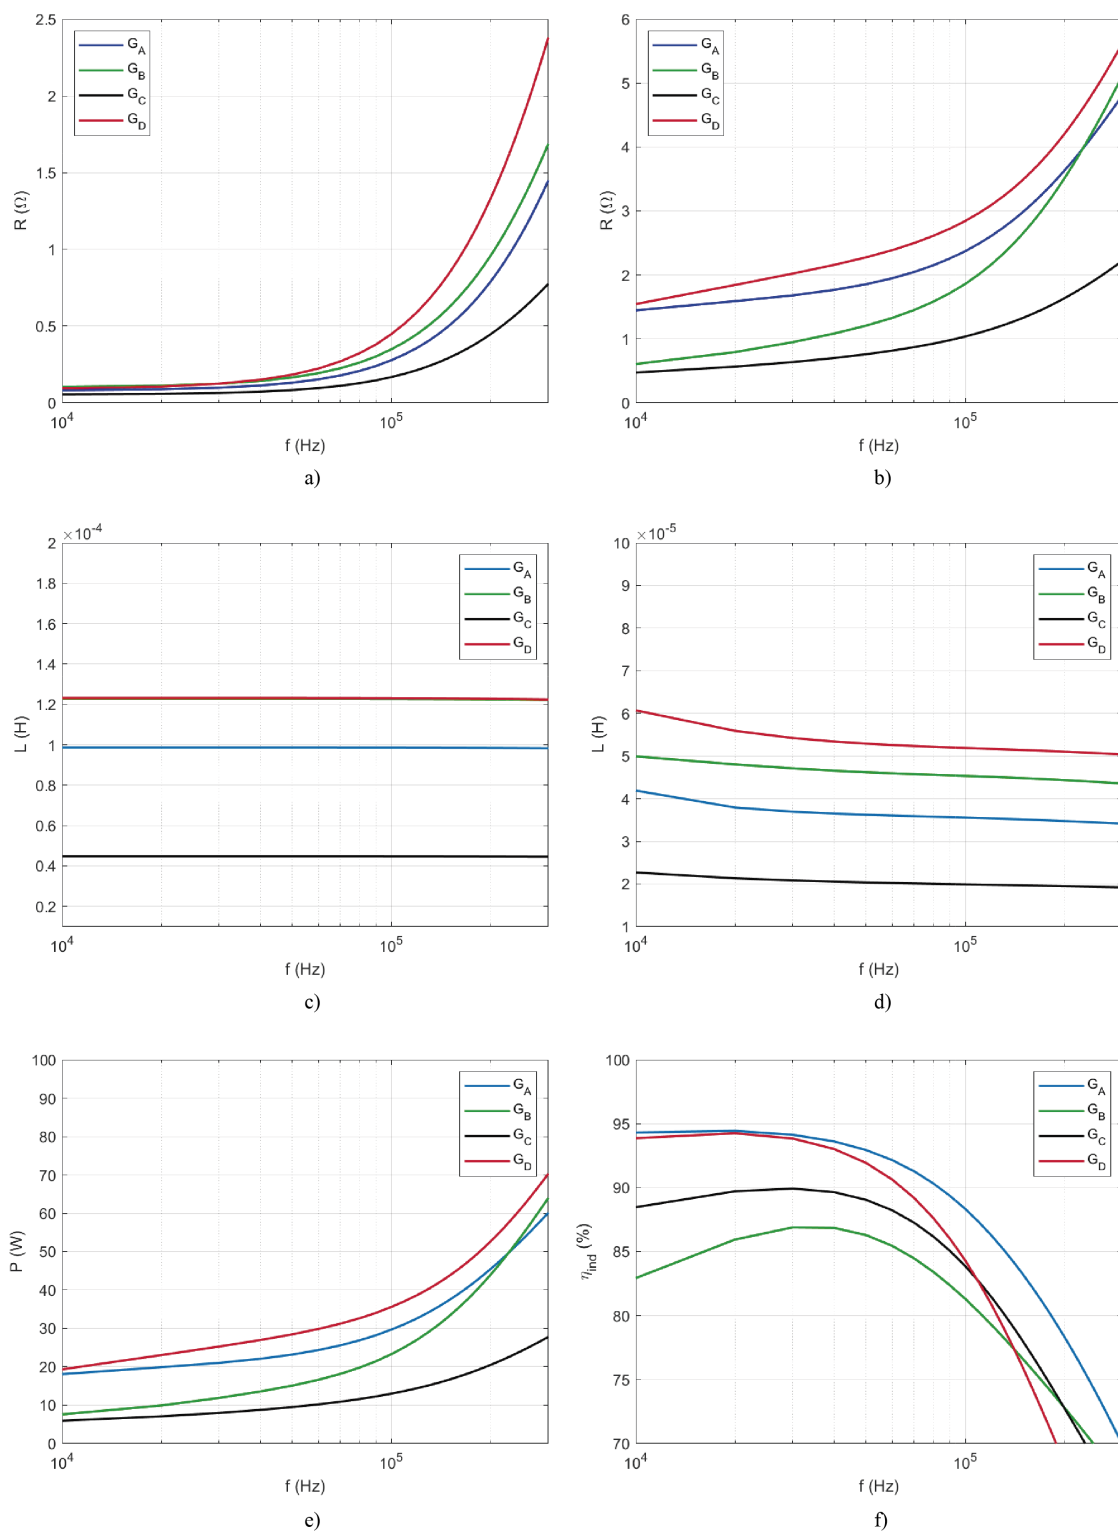 2.5
2
1.5
1
0.5
0
R (Ω)
G_A
G_B
G_C
G_D
10^4
10^5
f (Hz)
a)
6
5
4
3
2
1
0
R (Ω)
G_A
G_B
G_C
G_D
10^4
10^5
f (Hz)
b)
×10^-4
2
1.8
1.6
1.4
1.2
1
0.8
0.6
0.4
0.2
L (H)
G_A
G_B
G_C
G_D
10^4
10^5
f (Hz)
c)
×10^-5
10
9
8
7
6
5
4
3
2
1
L (H)
G_A
G_B
G_C
G_D
10^4
10^5
f (Hz)
d)
100
90
80
70
60
50
40
30
20
10
0
P (W)
G_A
G_B
G_C
G_D
10^4
10^5
f (Hz)
e)
100
95
90
85
80
75
70
η_ind (%)
G_A
G_B
G_C
G_D
10^4
10^5
f (Hz)
f)